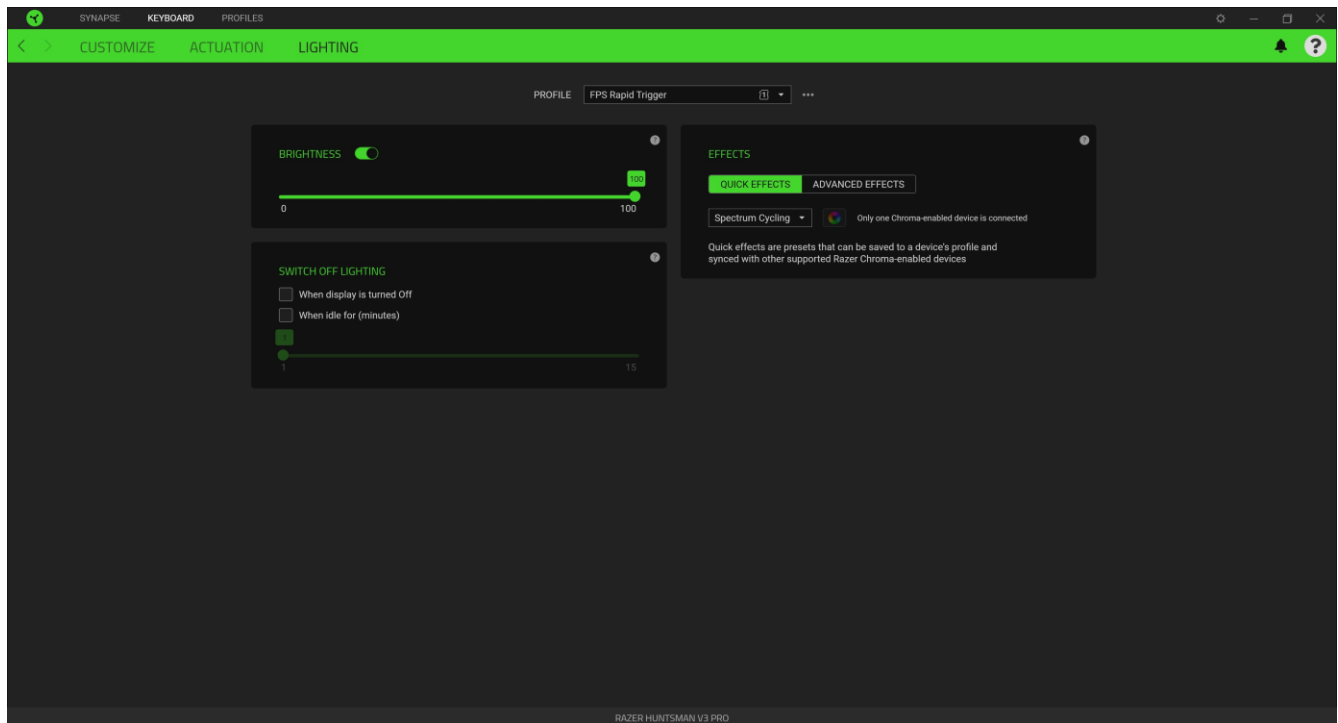 SYNAPSE KEYBOARD PROFILES
CUSTOMIZE ACTUATION LIGHTING
PROFILE FPS Rapid Trigger 1
BRIGHTNESS
100
0 100
SWITCH OFF LIGHTING
When display is turned Off
When idle for (minutes)
1
1 15
EFFECTS
QUICK EFFECTS ADVANCED EFFECTS
Spectrum Cycling Only one Chroma-enabled device is connected
Quick effects are presets that can be saved to a device's profile and
synced with other supported Razer Chroma-enabled devices
RAZER HUNTSMAN V3 PRO